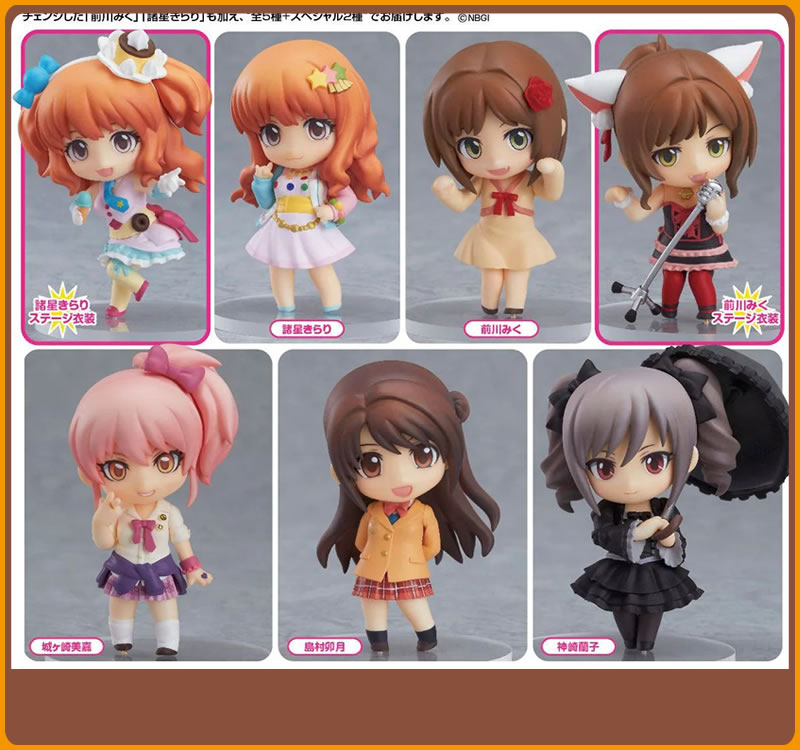 チェンジした「前川みく」「諸星きらり」も加え、全5種+スペシャル2種 でお届けします。 ©NBGI
諸星きらり
ステージ衣装
諸星きらり
前川みく
前川みく
ステージ衣装
城ヶ崎美嘉
島村卯月
神崎蘭子